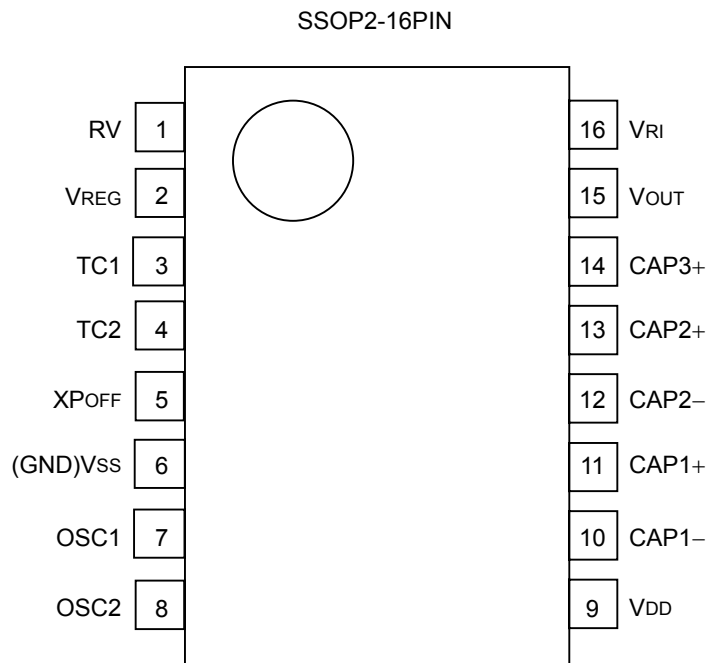 SSOP2-16PIN
RV 1 16 VRI
VREG 2 15 VOUT
TC1 3 14 CAP3+
TC2 4 13 CAP2+
XPOFF 5 12 CAP2−
(GND)VSS 6 11 CAP1+
OSC1 7 10 CAP1−
OSC2 8 9 VDD